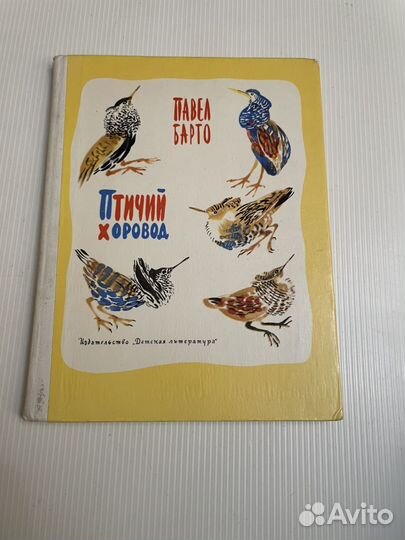 ПАВЕЛ
БАРТО
ПТИЧИЙ
ХОРОВОД
Издательство „Детская литература"
Avito